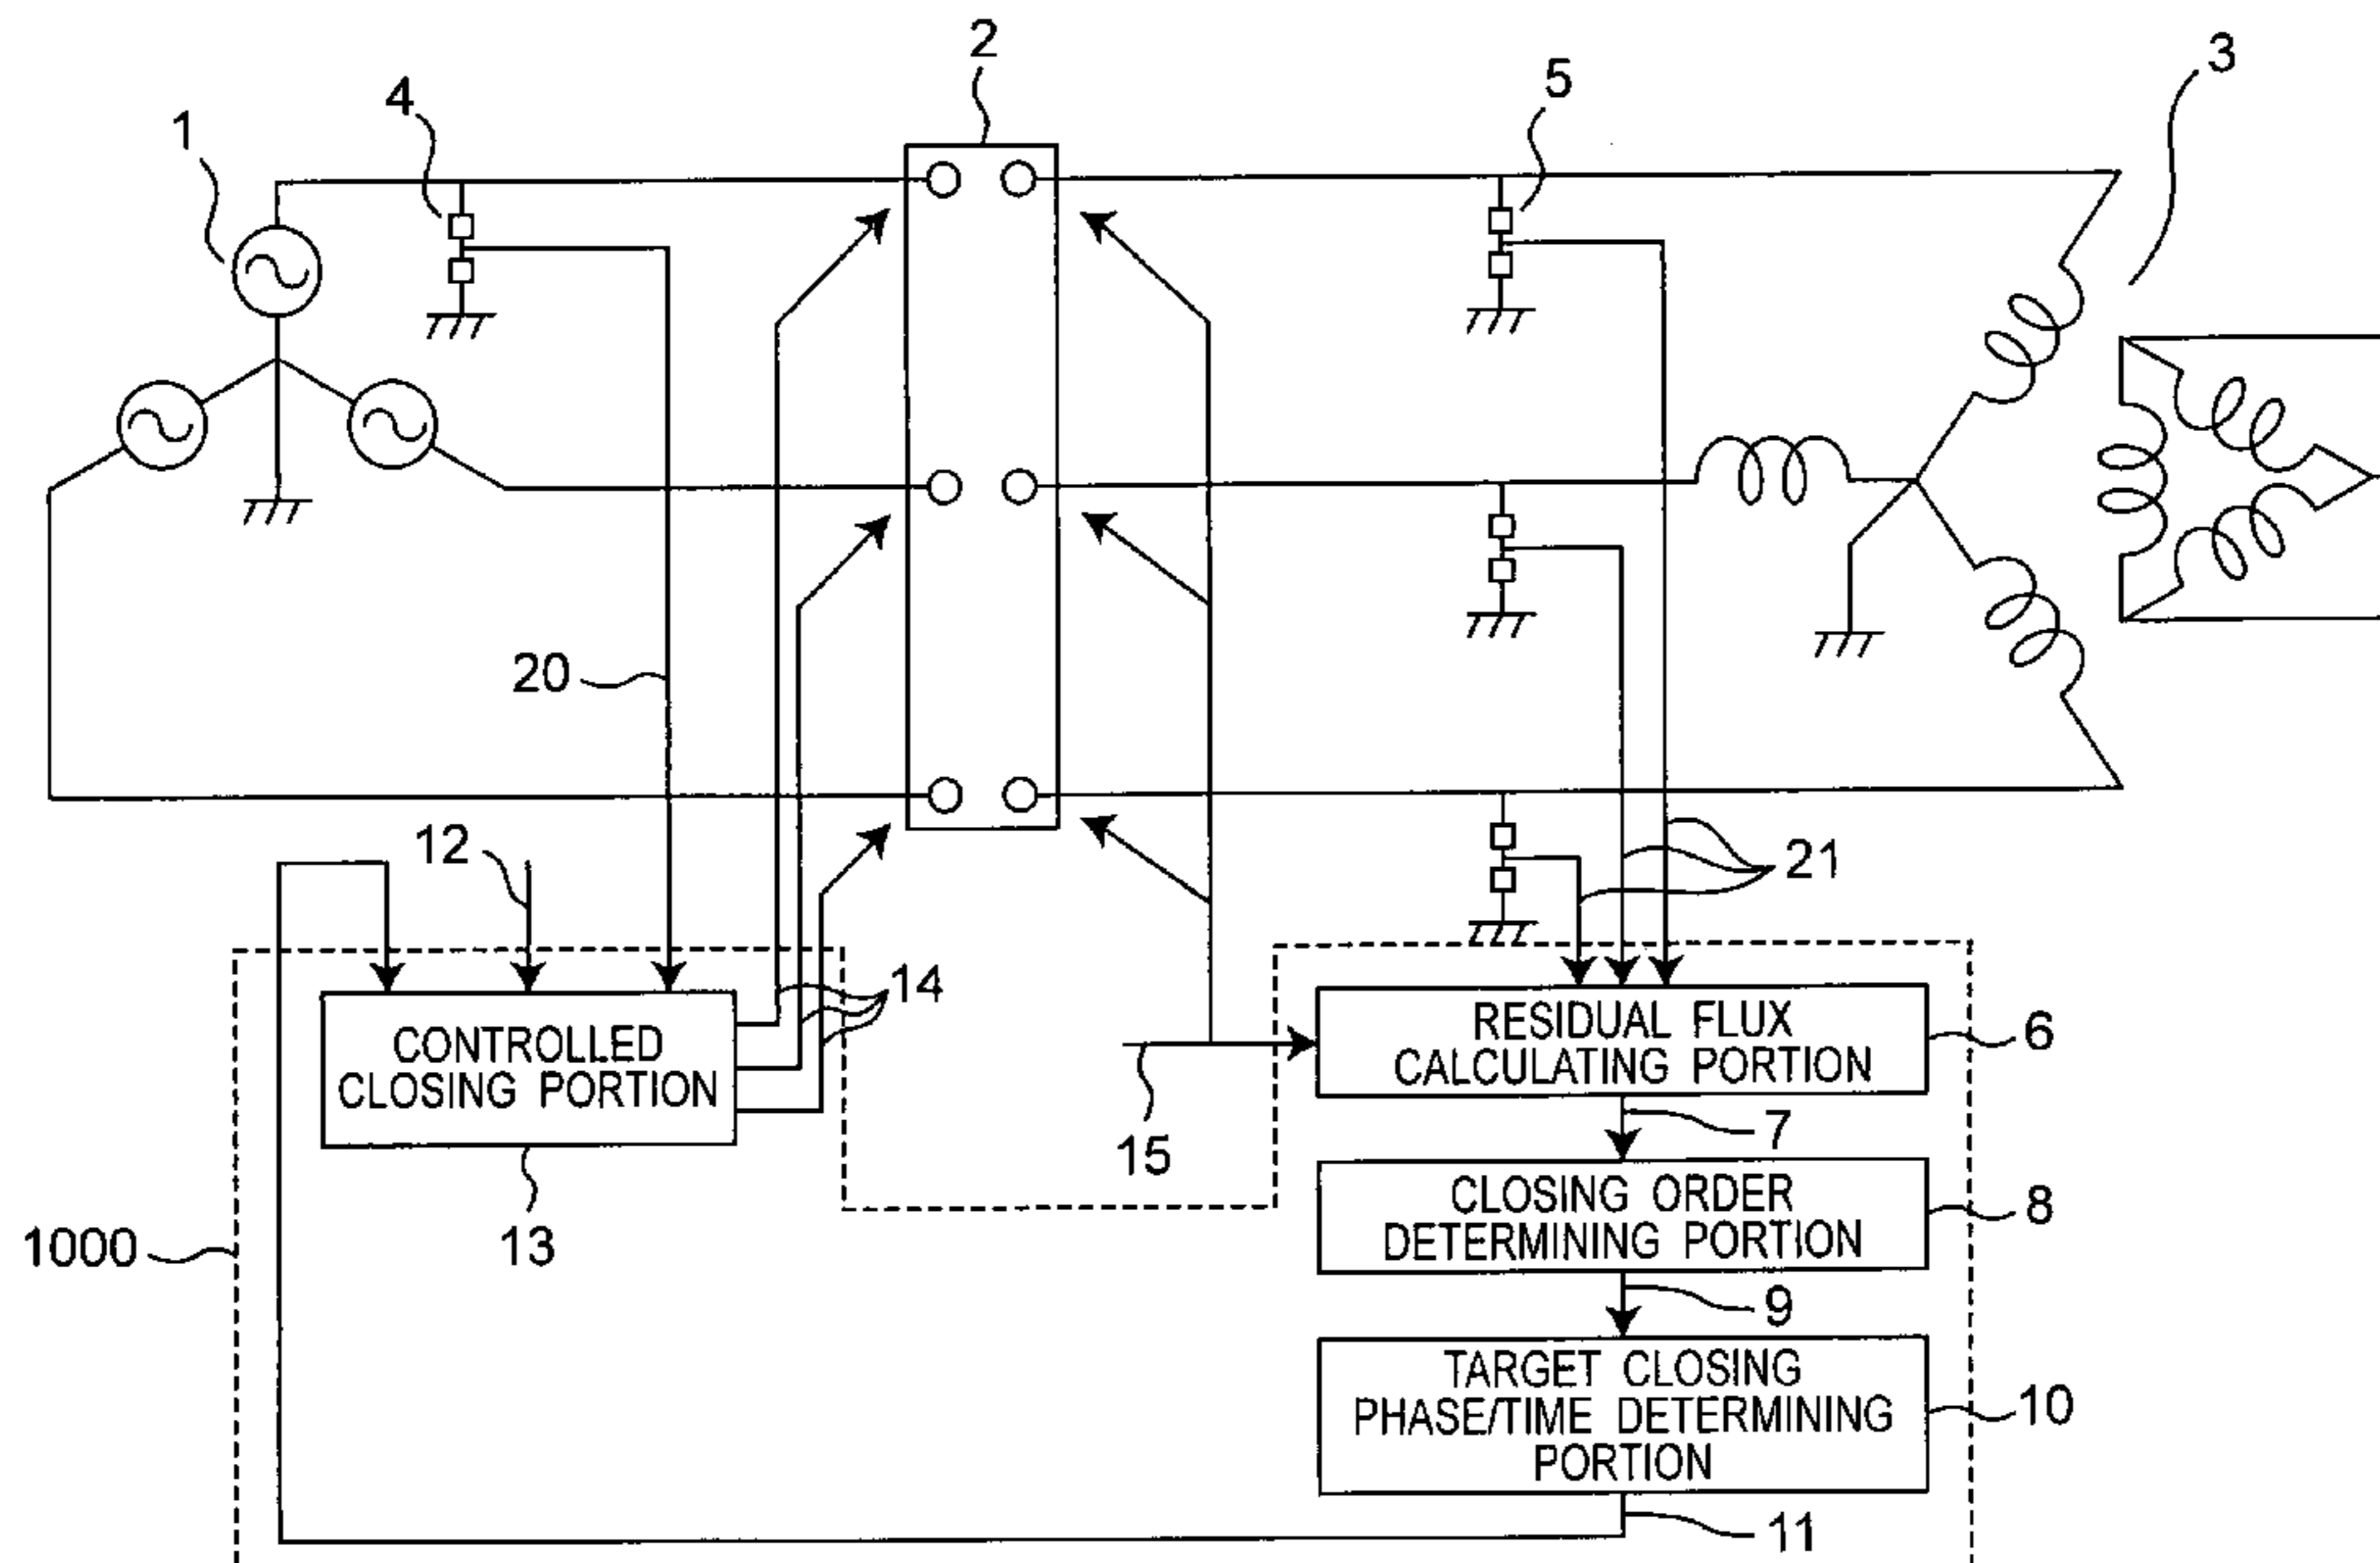 2
3
5
4
1
20
12
21
14
CONTROLLED
CLOSING PORTION
RESIDUAL FLUX
CALCULATING PORTION
6
7
15
CLOSING ORDER
DETERMINING PORTION
8
13
1000
9
TARGET CLOSING
PHASE/TIME DETERMINING
PORTION
10
11